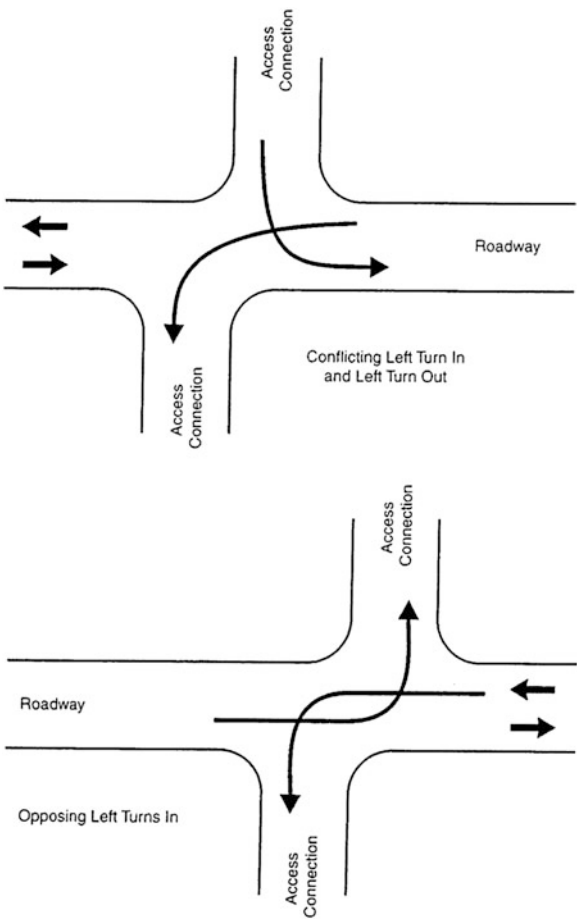 Access
Connection
Roadway
Conflicting Left Turn In
and Left Turn Out
Access
Connection
Access
Connection
Roadway
Opposing Left Turns In
Access
Connection